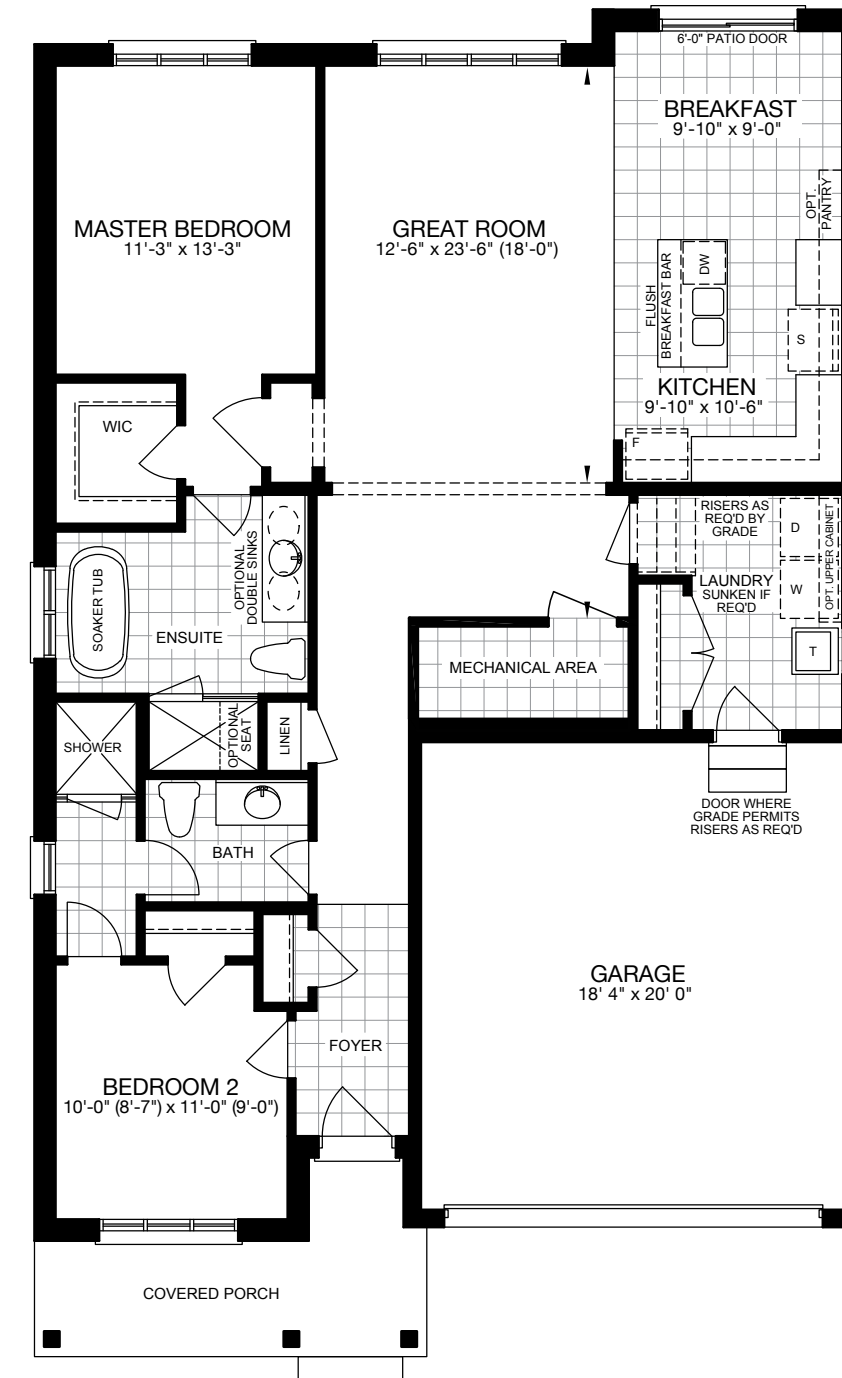 6'-0" PATIO DOOR
BREAKFAST
9'-10" x 9'-0"
OPT.
PANTRY
MASTER BEDROOM
11'-3" x 13'-3"
GREAT ROOM
12'-6" x 23'-6" (18'-0")
FLUSH
BREAKFAST BAR
DW
S
KITCHEN
9'-10" x 10'-6"
F
WIC
RISERS AS
REQ'D BY
GRADE
D
OPT. UPPER CABINET
LAUNDRY
SUNKEN IF
REQ'D
W
T
OPTIONAL
DOUBLE SINKS
SOAKER TUB
ENSUITE
MECHANICAL AREA
SHOWER
OPTIONAL
SEAT
LINEN
DOOR WHERE
GRADE PERMITS
RISERS AS REQ'D
BATH
GARAGE
18' 4" x 20' 0"
FOYER
BEDROOM 2
10'-0" (8'-7") x 11'-0" (9'-0")
COVERED PORCH